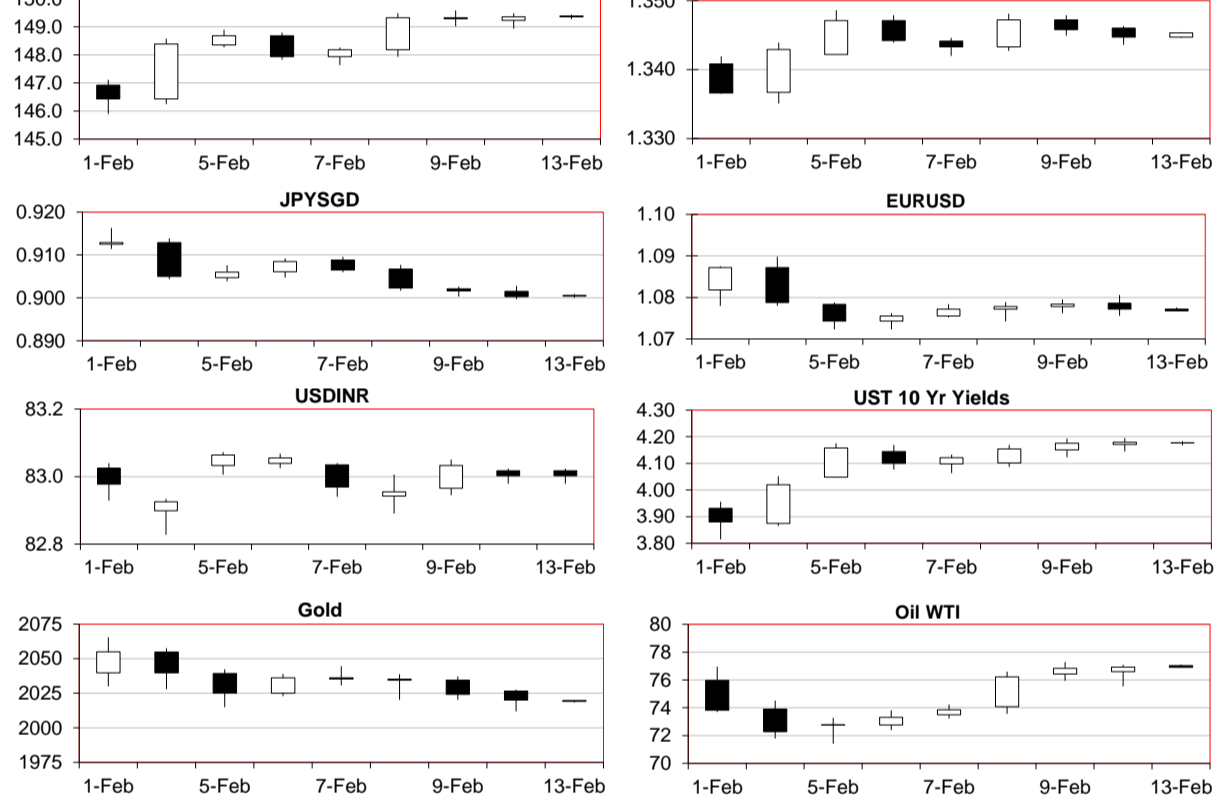 150.0
149.0
148.0
147.0
146.0
145.0
1-Feb 5-Feb 7-Feb 9-Feb 13-Feb
1.350
1.340
1.330
1-Feb 5-Feb 7-Feb 9-Feb 13-Feb
JPYSGD
0.920
0.910
0.900
0.890
1-Feb 5-Feb 7-Feb 9-Feb 13-Feb
EURUSD
1.10
1.09
1.08
1.07
1-Feb 5-Feb 7-Feb 9-Feb 13-Feb
USDINR
83.2
83.0
82.8
1-Feb 5-Feb 7-Feb 9-Feb 13-Feb
UST 10 Yr Yields
4.30
4.20
4.10
4.00
3.90
3.80
1-Feb 5-Feb 7-Feb 9-Feb 13-Feb
Gold
2075
2050
2025
2000
1975
1-Feb 5-Feb 7-Feb 9-Feb 13-Feb
Oil WTI
80
78
76
74
72
70
1-Feb 5-Feb 7-Feb 9-Feb 13-Feb